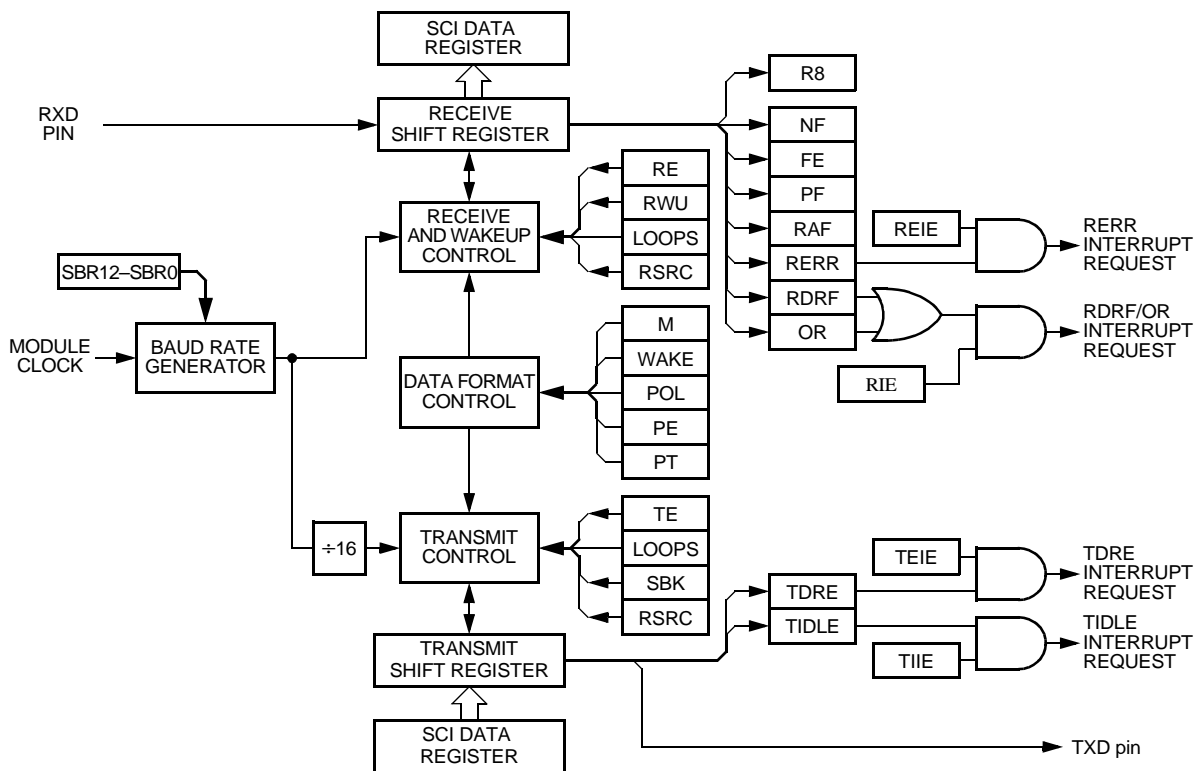 SCI DATA
REGISTER
RXD
PIN
RECEIVE
SHIFT REGISTER
R8
NF
FE
PF
RAF
RERR
RDRF
OR
RE
RWU
LOOPS
RSRC
RECEIVE
AND WAKEUP
CONTROL
REIE
RERR
INTERRUPT
REQUEST
RDRF/OR
INTERRUPT
REQUEST
RIE
SBR12–SBR0
MODULE
CLOCK
BAUD RATE
GENERATOR
DATA FORMAT
CONTROL
M
WAKE
POL
PE
PT
÷16
TRANSMIT
CONTROL
TE
LOOPS
SBK
RSRC
TDRE
TIDLE
TEIE
TDRE
INTERRUPT
REQUEST
TIIE
TIDLE
INTERRUPT
REQUEST
TRANSMIT
SHIFT REGISTER
SCI DATA
REGISTER
TXD pin